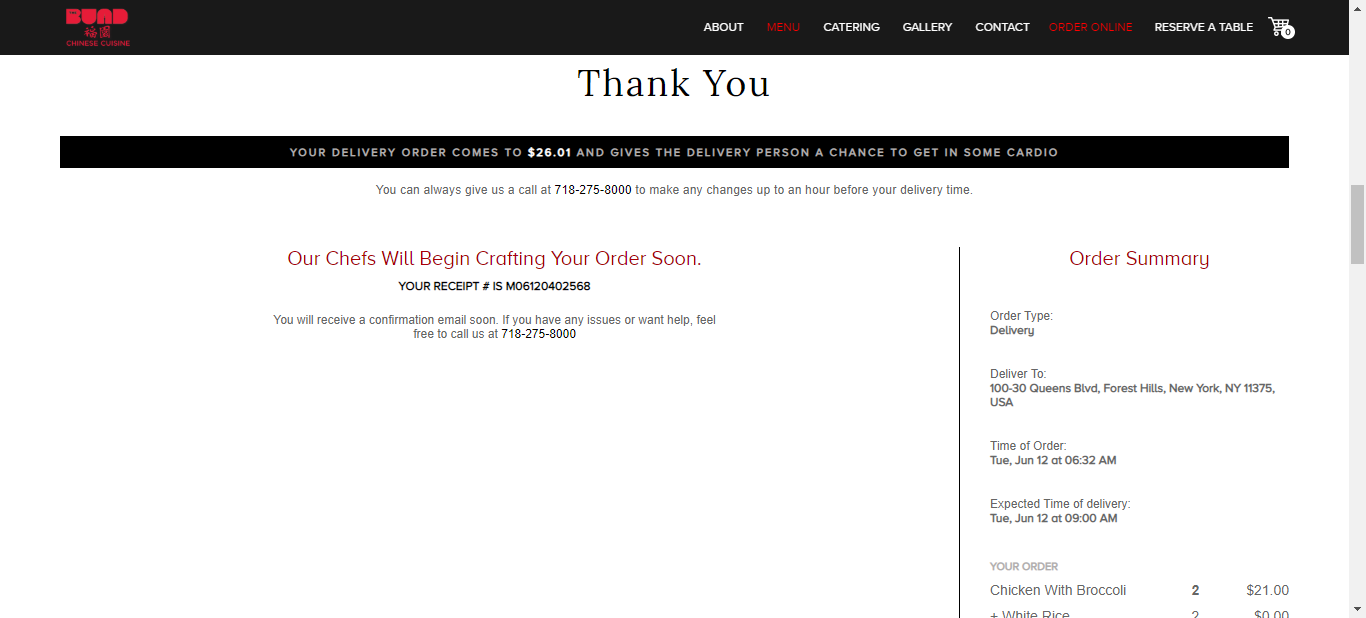 THE
BUND
CHINESE CUISINE
ABOUT
MENU
CATERING
GALLERY
CONTACT
ORDER ONLINE
RESERVE A TABLE
0
Thank You
YOUR DELIVERY ORDER COMES TO $26.01 AND GIVES THE DELIVERY PERSON A CHANCE TO GET IN SOME CARDIO
You can always give us a call at 718-275-8000 to make any changes up to an hour before your delivery time.
Our Chefs Will Begin Crafting Your Order Soon.
YOUR RECEIPT # IS M06120402568
You will receive a confirmation email soon. If you have any issues or want help, feel
free to call us at 718-275-8000
Order Summary
Order Type:
Delivery
Deliver To:
100-30 Queens Blvd, Forest Hills, New York, NY 11375,
USA
Time of Order:
Tue, Jun 12 at 06:32 AM
Expected Time of delivery:
Tue, Jun 12 at 09:00 AM
YOUR ORDER
Chicken With Broccoli 2 $21.00
+ White Rice 2 $0.00